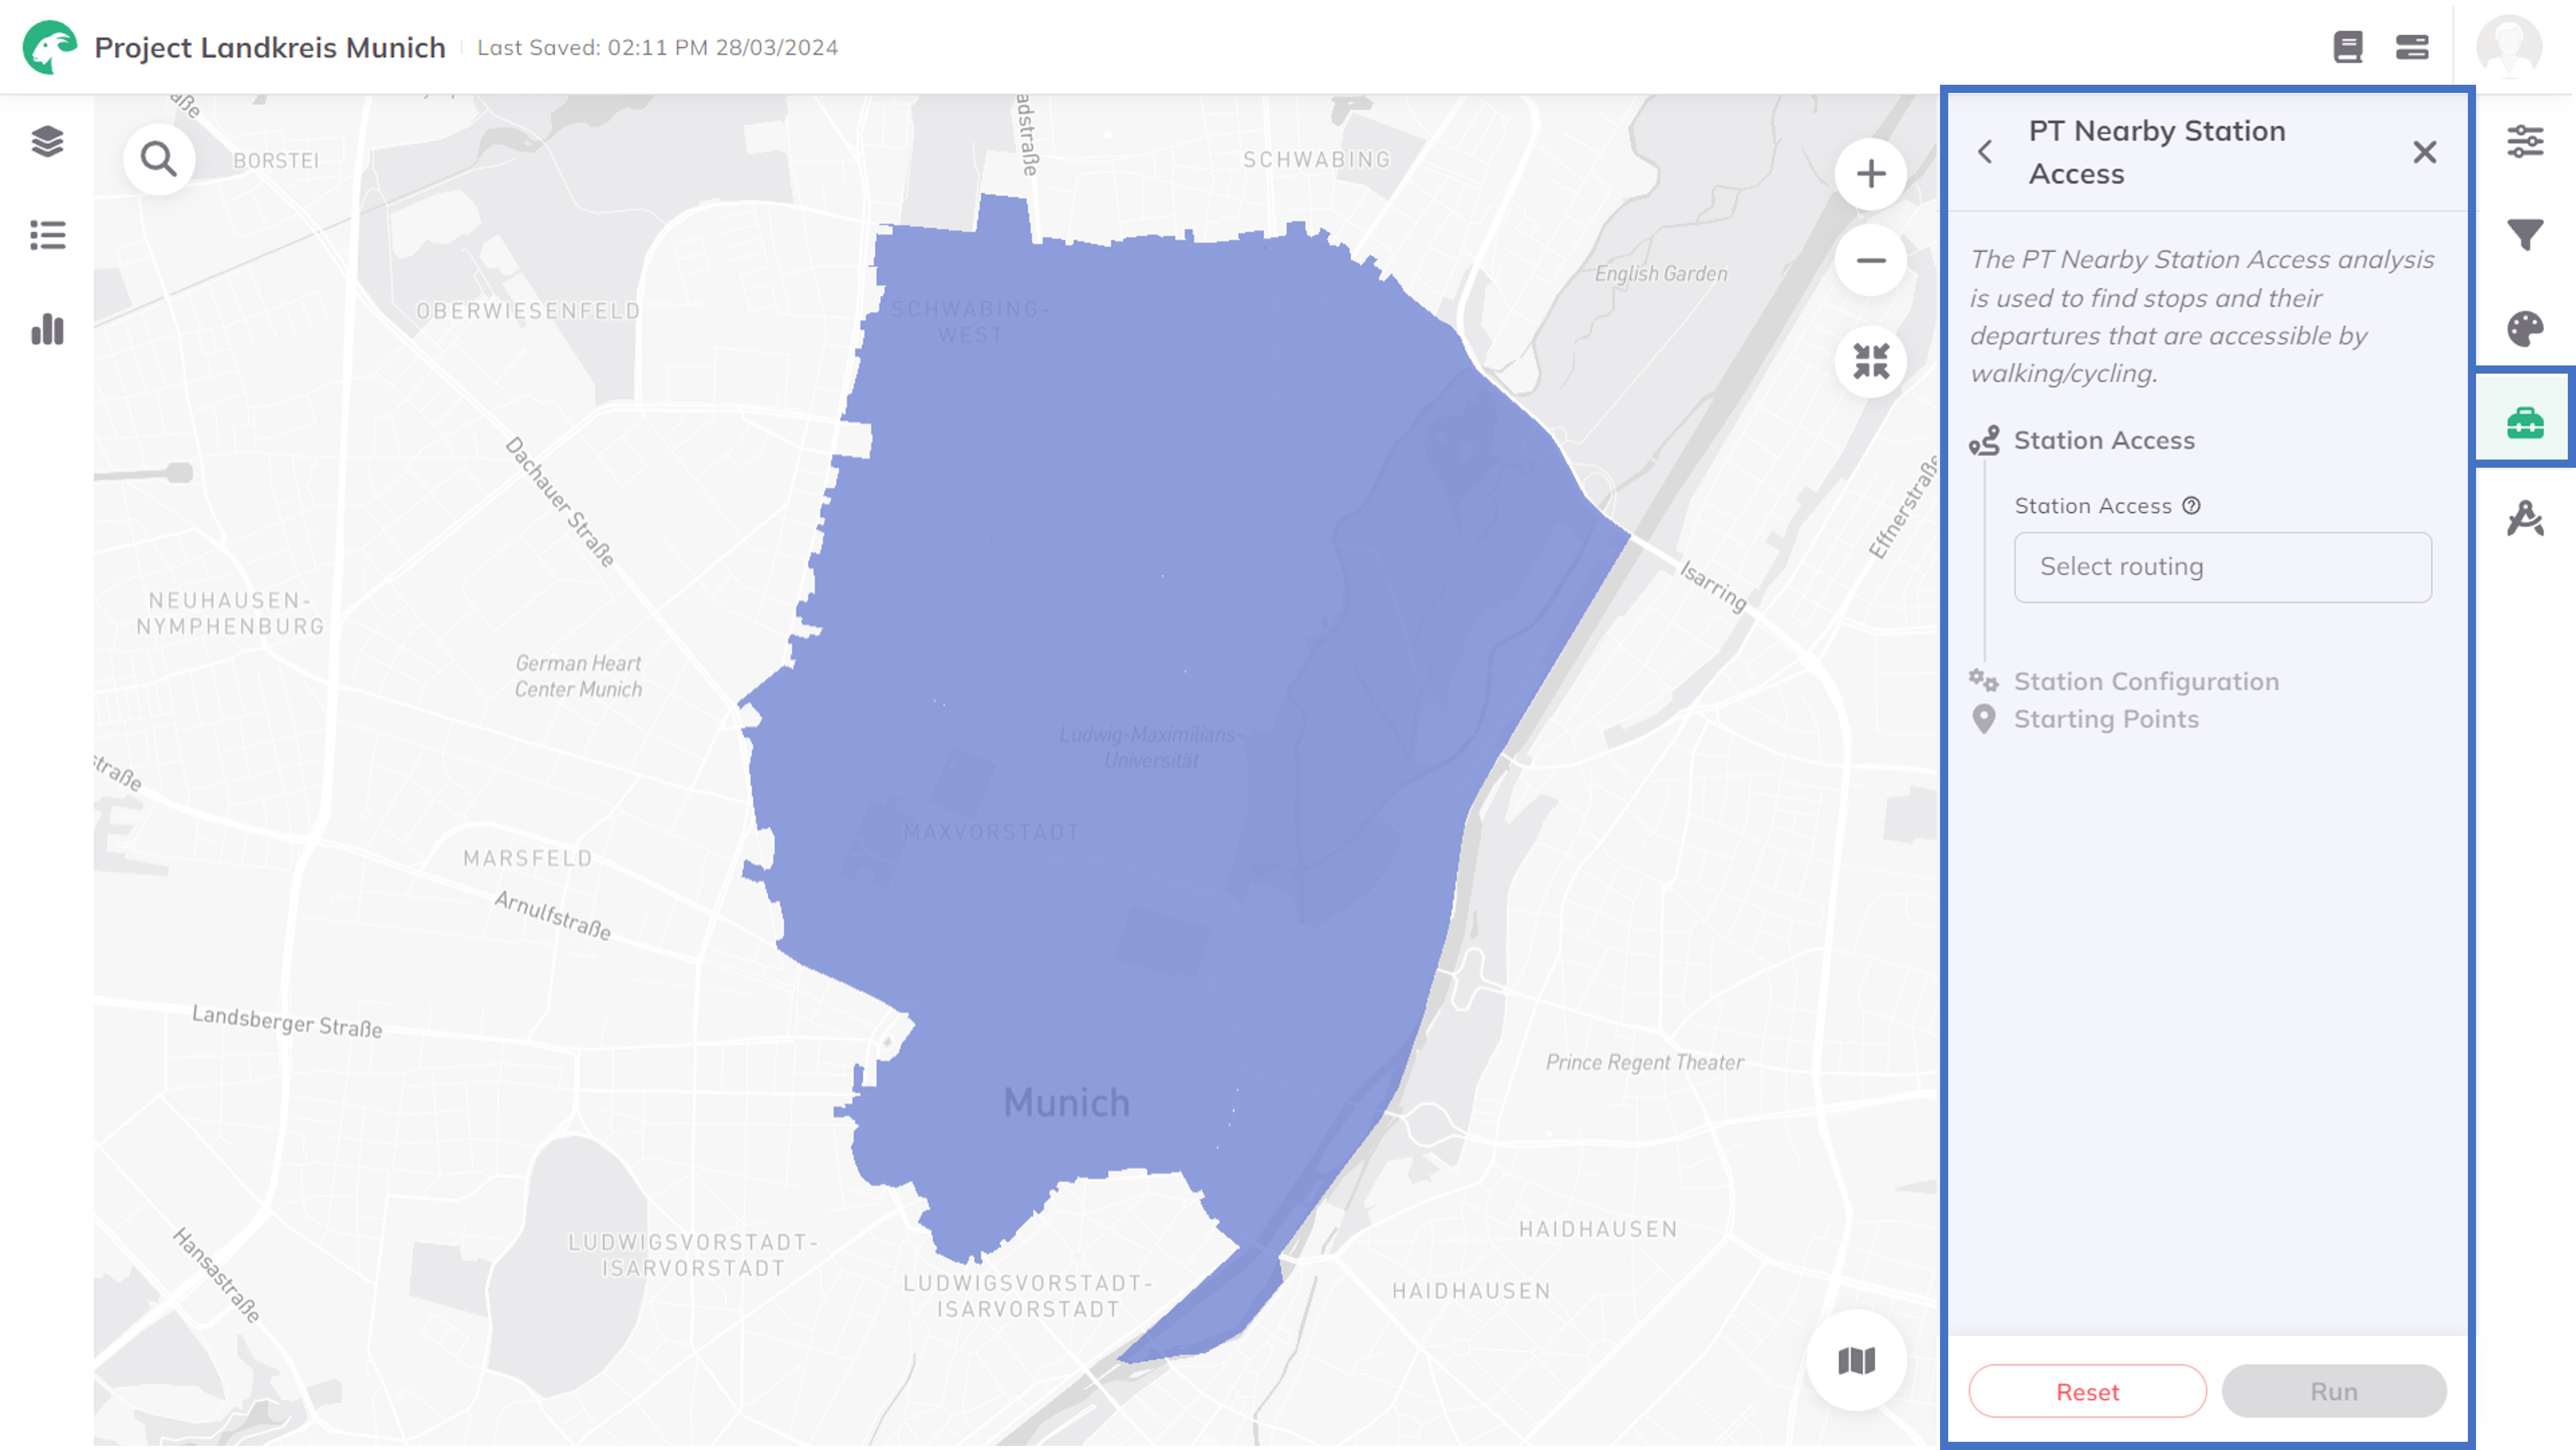 Project Landkreis Munich
Last Saved: 02:11 PM 28/03/2024
aße
adstraße
BORSTEI
SCHWABING
English Garden
OBERWIESENFELD
SCHWABING-
WEST
Dachauer Straße
Effnerstraße
Isarring
NEUHAUSEN-
NYMPHENBURG
German Heart
Center Munich
straße
Ludwig-Maximilians-
Universität
MAXVORSTADT
MARSFELD
Arnulfstraße
Landsberger Straße
Prince Regent Theater
Munich
Hansastraße
LUDWIGSVORSTADT-
ISARVORSTADT
LUDWIGSVORSTADT-
ISARVORSTADT
HAIDHAUSEN
HAIDHAUSEN
PT Nearby Station
Access
The PT Nearby Station Access analysis
is used to find stops and their
departures that are accessible by
walking/cycling.
Station Access
Station Access
Select routing
Station Configuration
Starting Points
Reset
Run